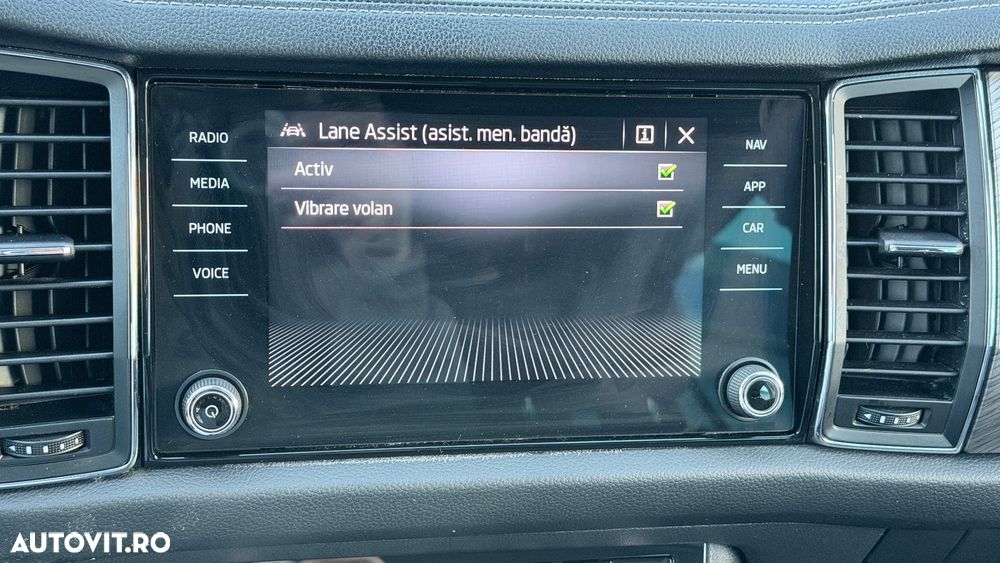 RADIO
MEDIA
PHONE
VOICE
Lane Assist (asist. men. bandă)
Activ
Vibrare volan
NAV
APP
CAR
MENU
AUTOVIT.RO